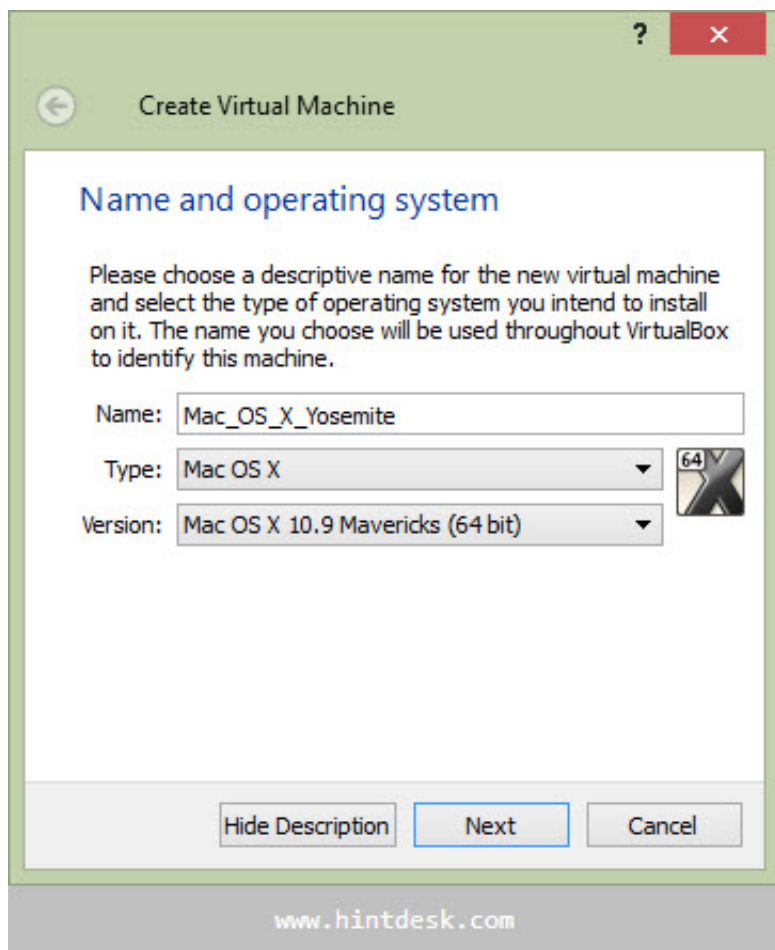 ?
Create Virtual Machine
Name and operating system
Please choose a descriptive name for the new virtual machine
and select the type of operating system you intend to install
on it. The name you choose will be used throughout VirtualBox
to identify this machine.
Name: Mac_OS_X_Yosemite
Type: Mac OS X
64
X
Version: Mac OS X 10.9 Mavericks (64 bit)
Hide Description Next Cancel
www.hintdesk.com